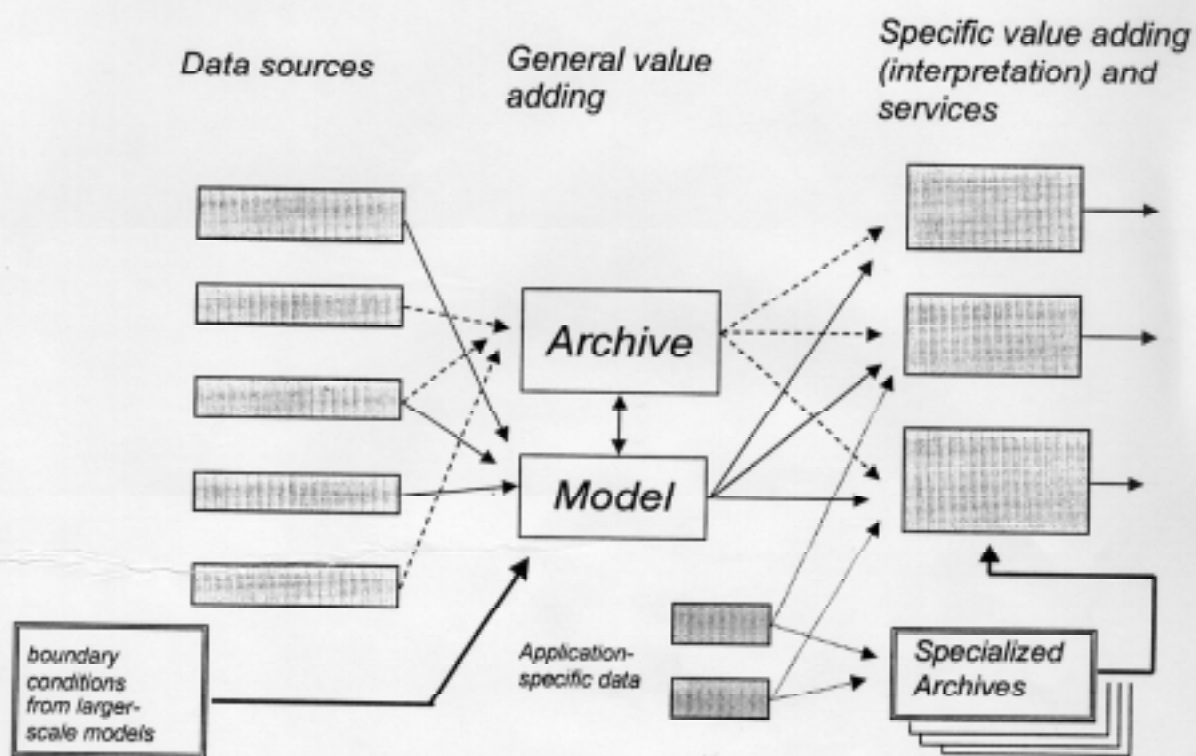 Data sources
General value
adding
Specific value adding
(interpretation) and
services
Archive
Model
boundary
conditions
from larger-
scale models
Application-
specific data
Specialized
Archives